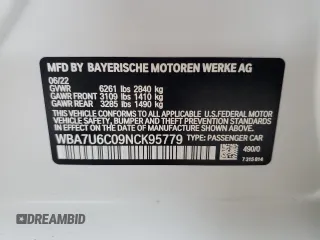 MFD BY BAYERISCHE MOTOREN WERKE AG
06/22
GVWR 6261 lbs 2840 kg
GAWR FRONT 3109 lbs 1410 kg
GAWR REAR 3285 lbs 1490 kg
THIS VEHICLE CONFORMS TO ALL APPLICABLE U.S. FEDERAL MOTOR
VEHICLE SAFETY, BUMPER, AND THEFT PREVENTION STANDARDS IN
EFFECT ON THE DATE OF MANUFACTURE SHOWN ABOVE.
WBA7U6C09NCK95779 TYPE: PASSENGER CAR
490/0
7 315 814
DREAMBID